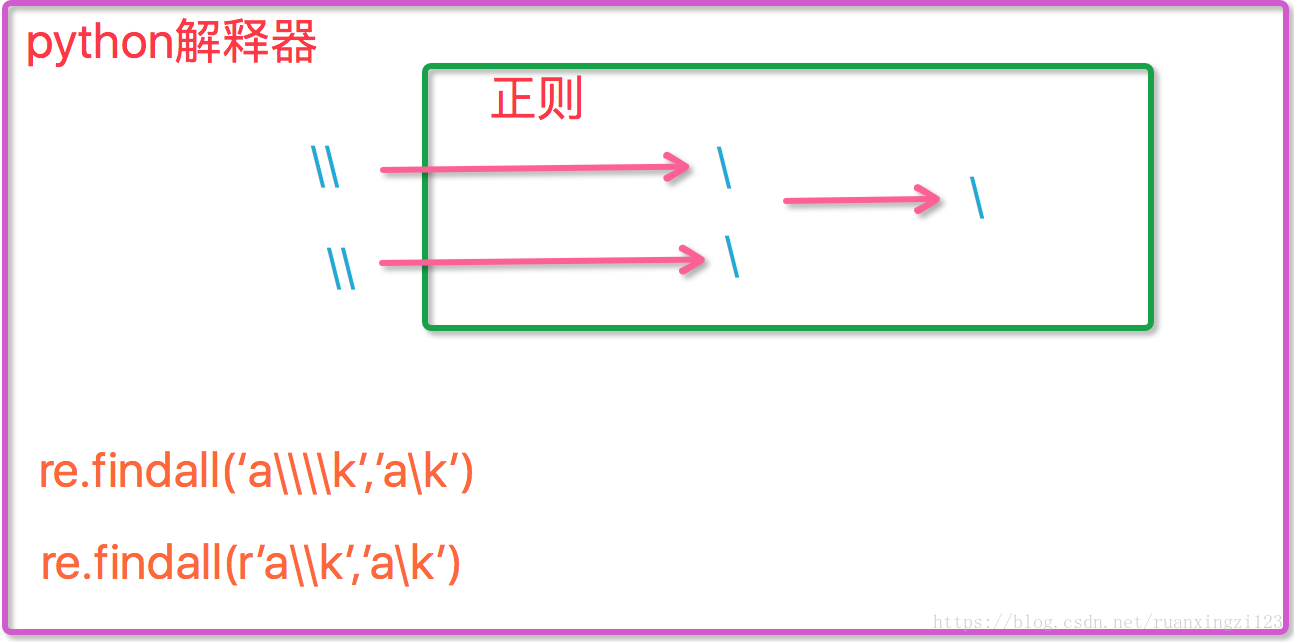 python解释器
正则
\\ \
\
\\ \
re.findall(‘a\\\\k‘,’a\k‘)
re.findall(r’a\\k‘,’a\k‘)
https://blog.csdn.net/ruanxingzi123